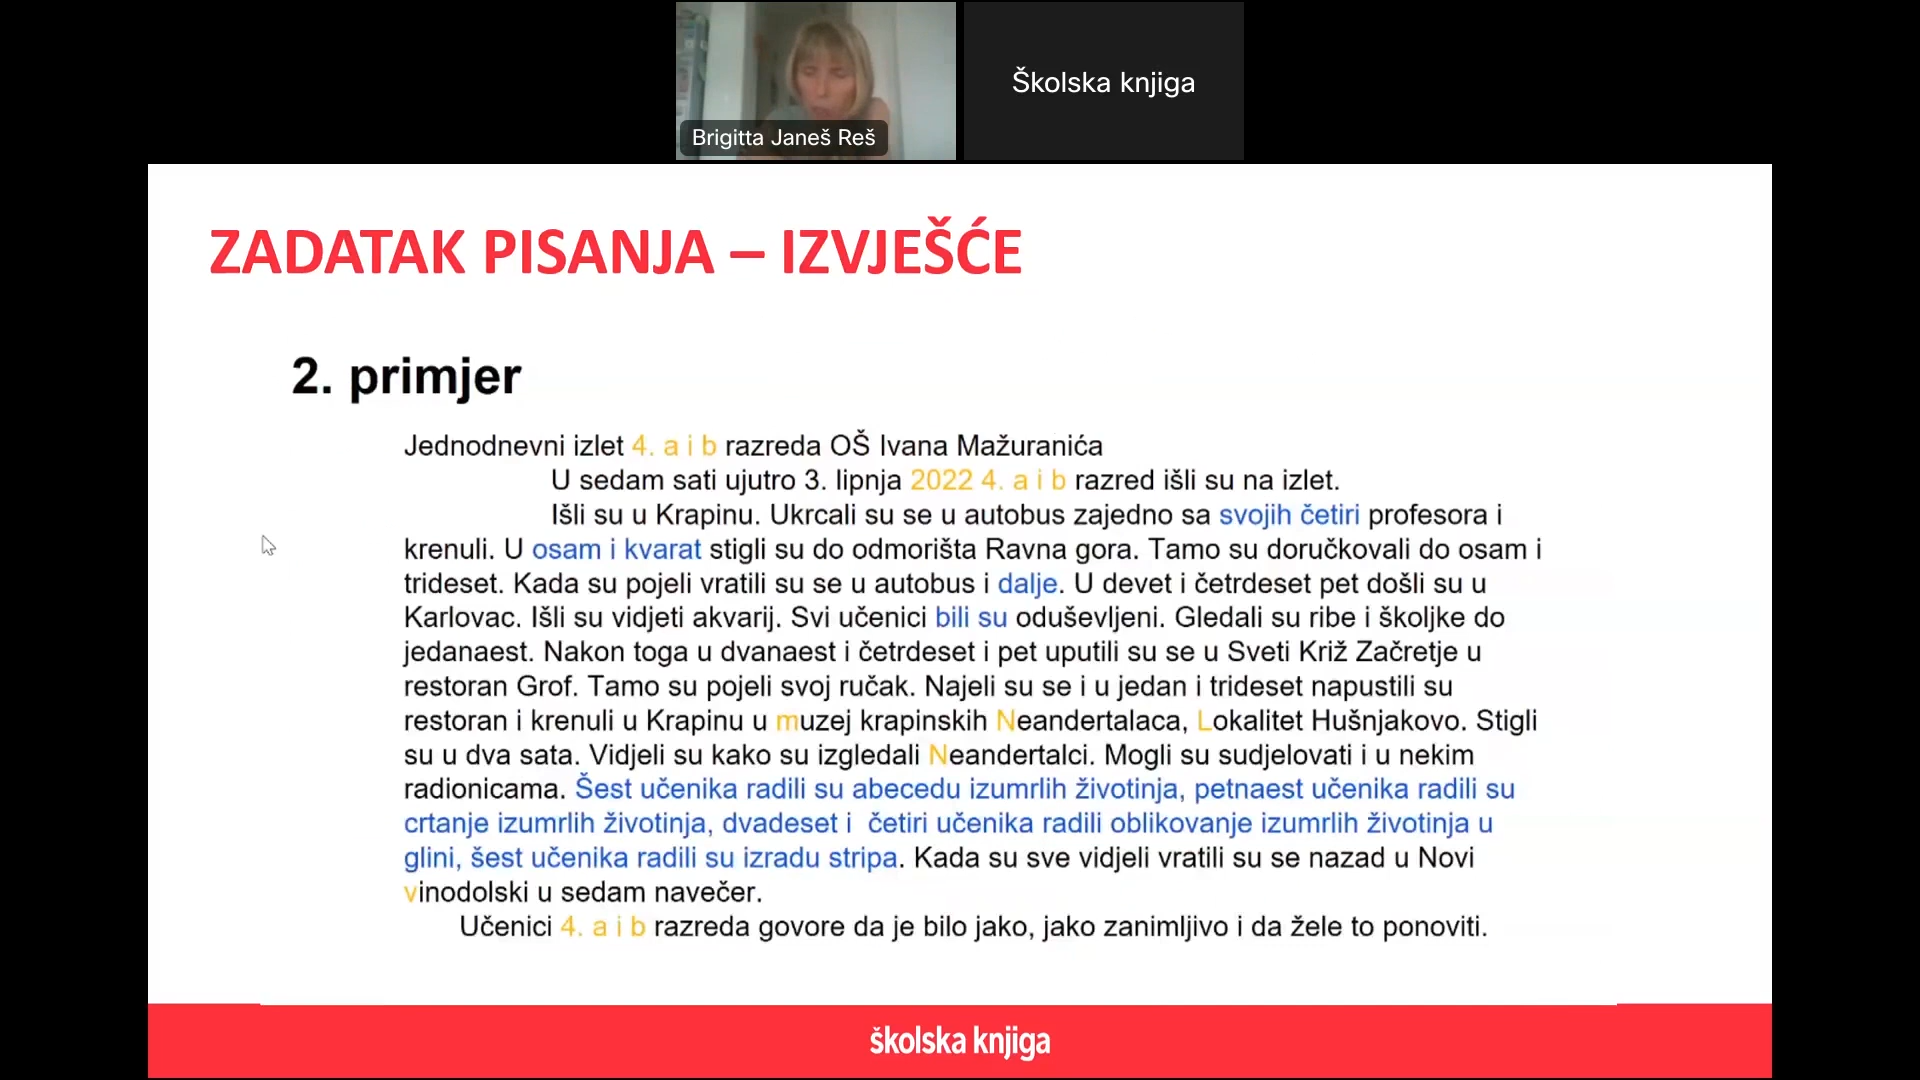 Brigitta Janeš Reš
Školska knjiga
ZADATAK PISANJA – IZVJEŠĆE
2. primjer
Jednodnevni izlet 4. a i b razreda OŠ Ivana Mažuranića
U sedam sati ujutro 3. lipnja 2022 4. a i b razred išli su na izlet.
Išli su u Krapinu. Ukrcali su se u autobus zajedno sa svojih četiri profesora i
krenuli. U osam i kvarat stigli su do odmorišta Ravna gora. Tamo su doručkovali do osam i
trideset. Kada su pojeli vratili su se u autobus i dalje. U devet i četrdeset pet došli su u
Karlovac. Išli su vidjeti akvarij. Svi učenici bili su oduševljeni. Gledali su ribe i školjke do
jedanaest. Nakon toga u dvanaest i četrdeset i pet uputili su se u Sveti Križ Začretje u
restoran Grof. Tamo su pojeli svoj ručak. Najeli su se i u jedan i trideset napustili su
restoran i krenuli u Krapinu u muzej krapinskih Neandertalaca, Lokalitet Hušnjakovo. Stigli
su u dva sata. Vidjeli su kako su izgledali Neandertalci. Mogli su sudjelovati i u nekim
radionicama. Šest učenika radili su abecedu izumrlih životinja, petnaest učenika radili su
crtanje izumrlih životinja, dvadeset i  četiri učenika radili oblikovanje izumrlih životinja u
glini, šest učenika radili su izradu stripa. Kada su sve vidjeli vratili su se nazad u Novi
vinodolski u sedam navečer.
Učenici 4. a i b razreda govore da je bilo jako, jako zanimljivo i da žele to ponoviti.
školska knjiga